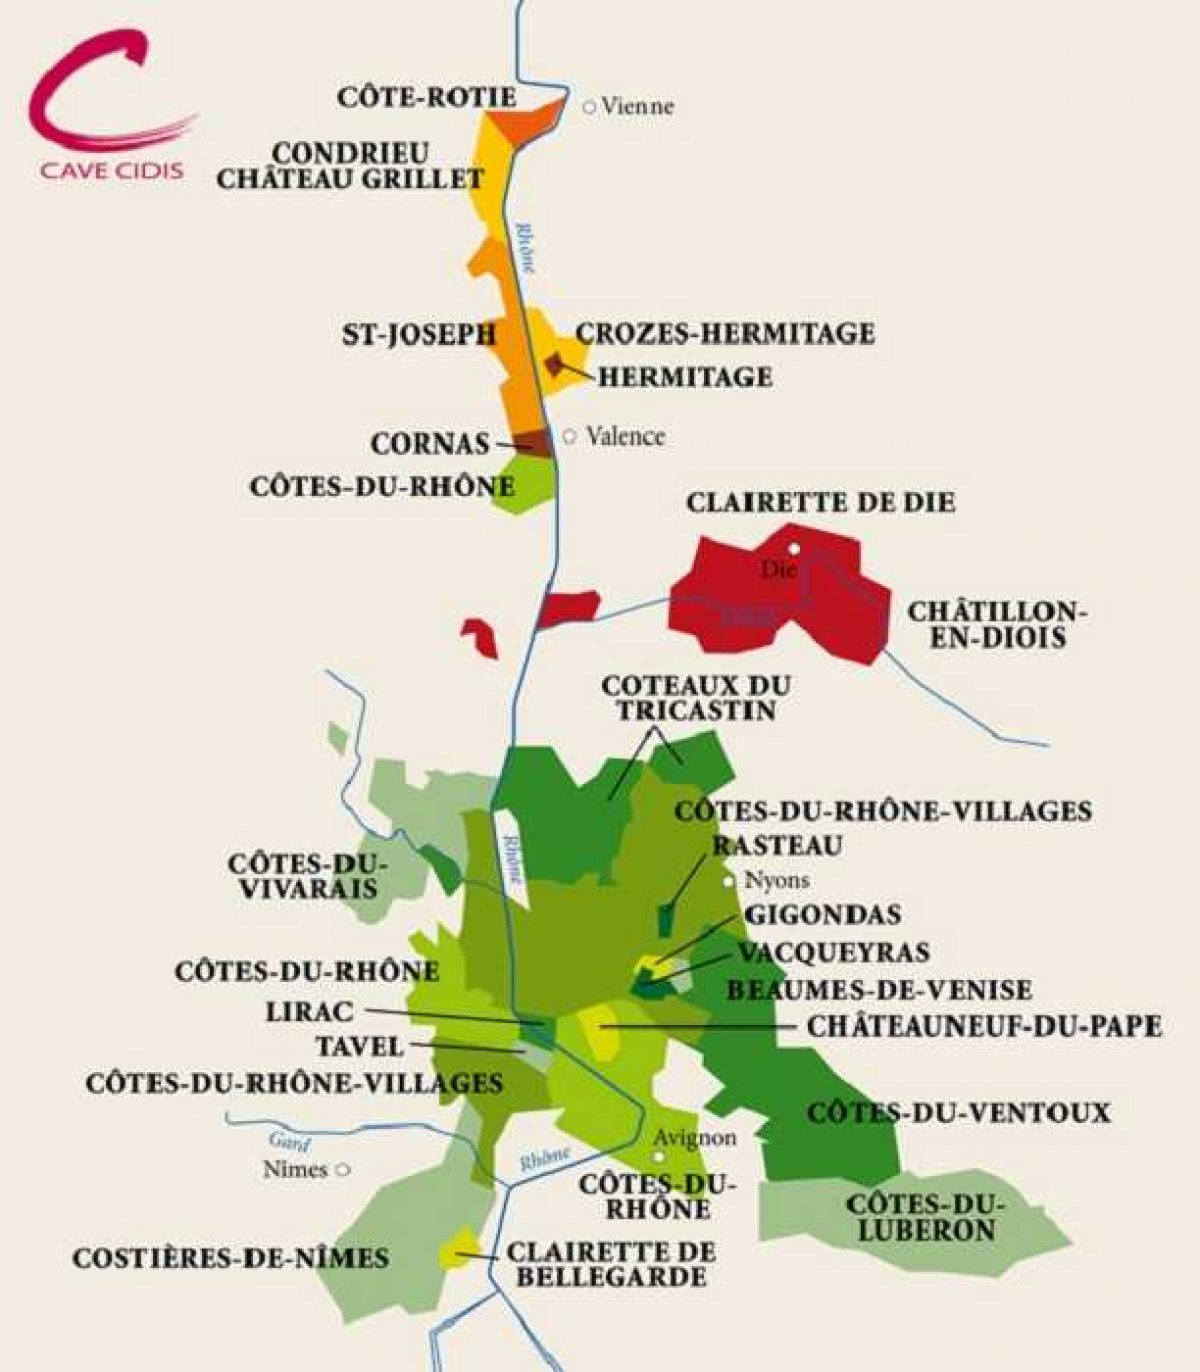 CÔTE-ROTIE
Vienne
CONDRIEU
CHÂTEAU GRILLET
CAVE CIDIS
Rhône
ST-JOSEPH
CROZES-HERMITAGE
HERMITAGE
CORNAS
Valence
CÔTES-DU-RHÔNE
CLAIRETTE DE DIE
Die
CHÂTILLON-
EN-DIOIS
COTEAUX DU
TRICASTIN
CÔTES-DU-RHÔNE-VILLAGES
RASTEAU
Rhône
CÔTES-DU-
VIVARAIS
Nyons
GIGONDAS
VACQUEYRAS
CÔTES-DU-RHÔNE
BEAUMES-DE-VENISE
LIRAC
CHÂTEAUNEUF-DU-PAPE
TAVEL
CÔTES-DU-RHÔNE-VILLAGES
CÔTES-DU-VENTOUX
Gard
Avignon
Nîmes
Rhône
CÔTES-DU-
RHÔNE
CÔTES-DU-
LUBERON
COSTIÈRES-DE-NÎMES
CLAIRETTE DE
BELLEGARDE